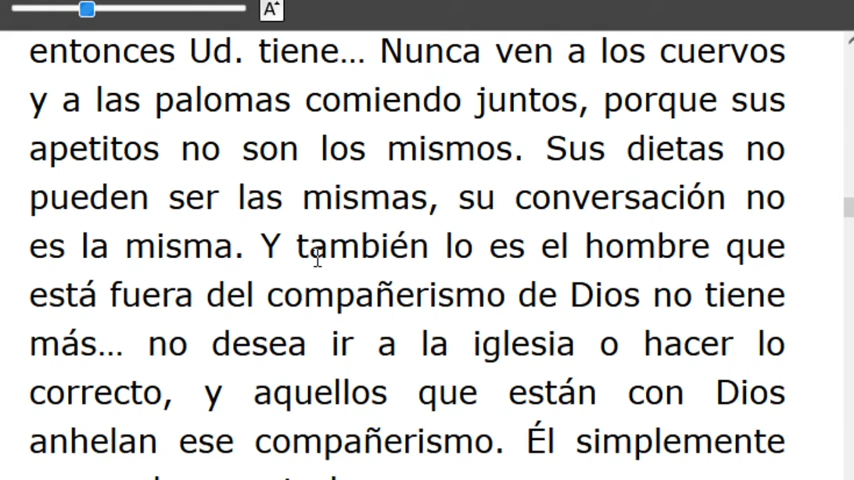 A
entonces Ud. tiene... Nunca ven a los cuervos
y a las palomas comiendo juntos, porque sus
apetitos no son los mismos. Sus dietas no
pueden ser las mismas, su conversación no
es la misma. Y también lo es el hombre que
está fuera del compañerismo de Dios no tiene
más... no desea ir a la iglesia o hacer lo
correcto, y aquellos que están con Dios
anhelan ese compañerismo. Él simplemente